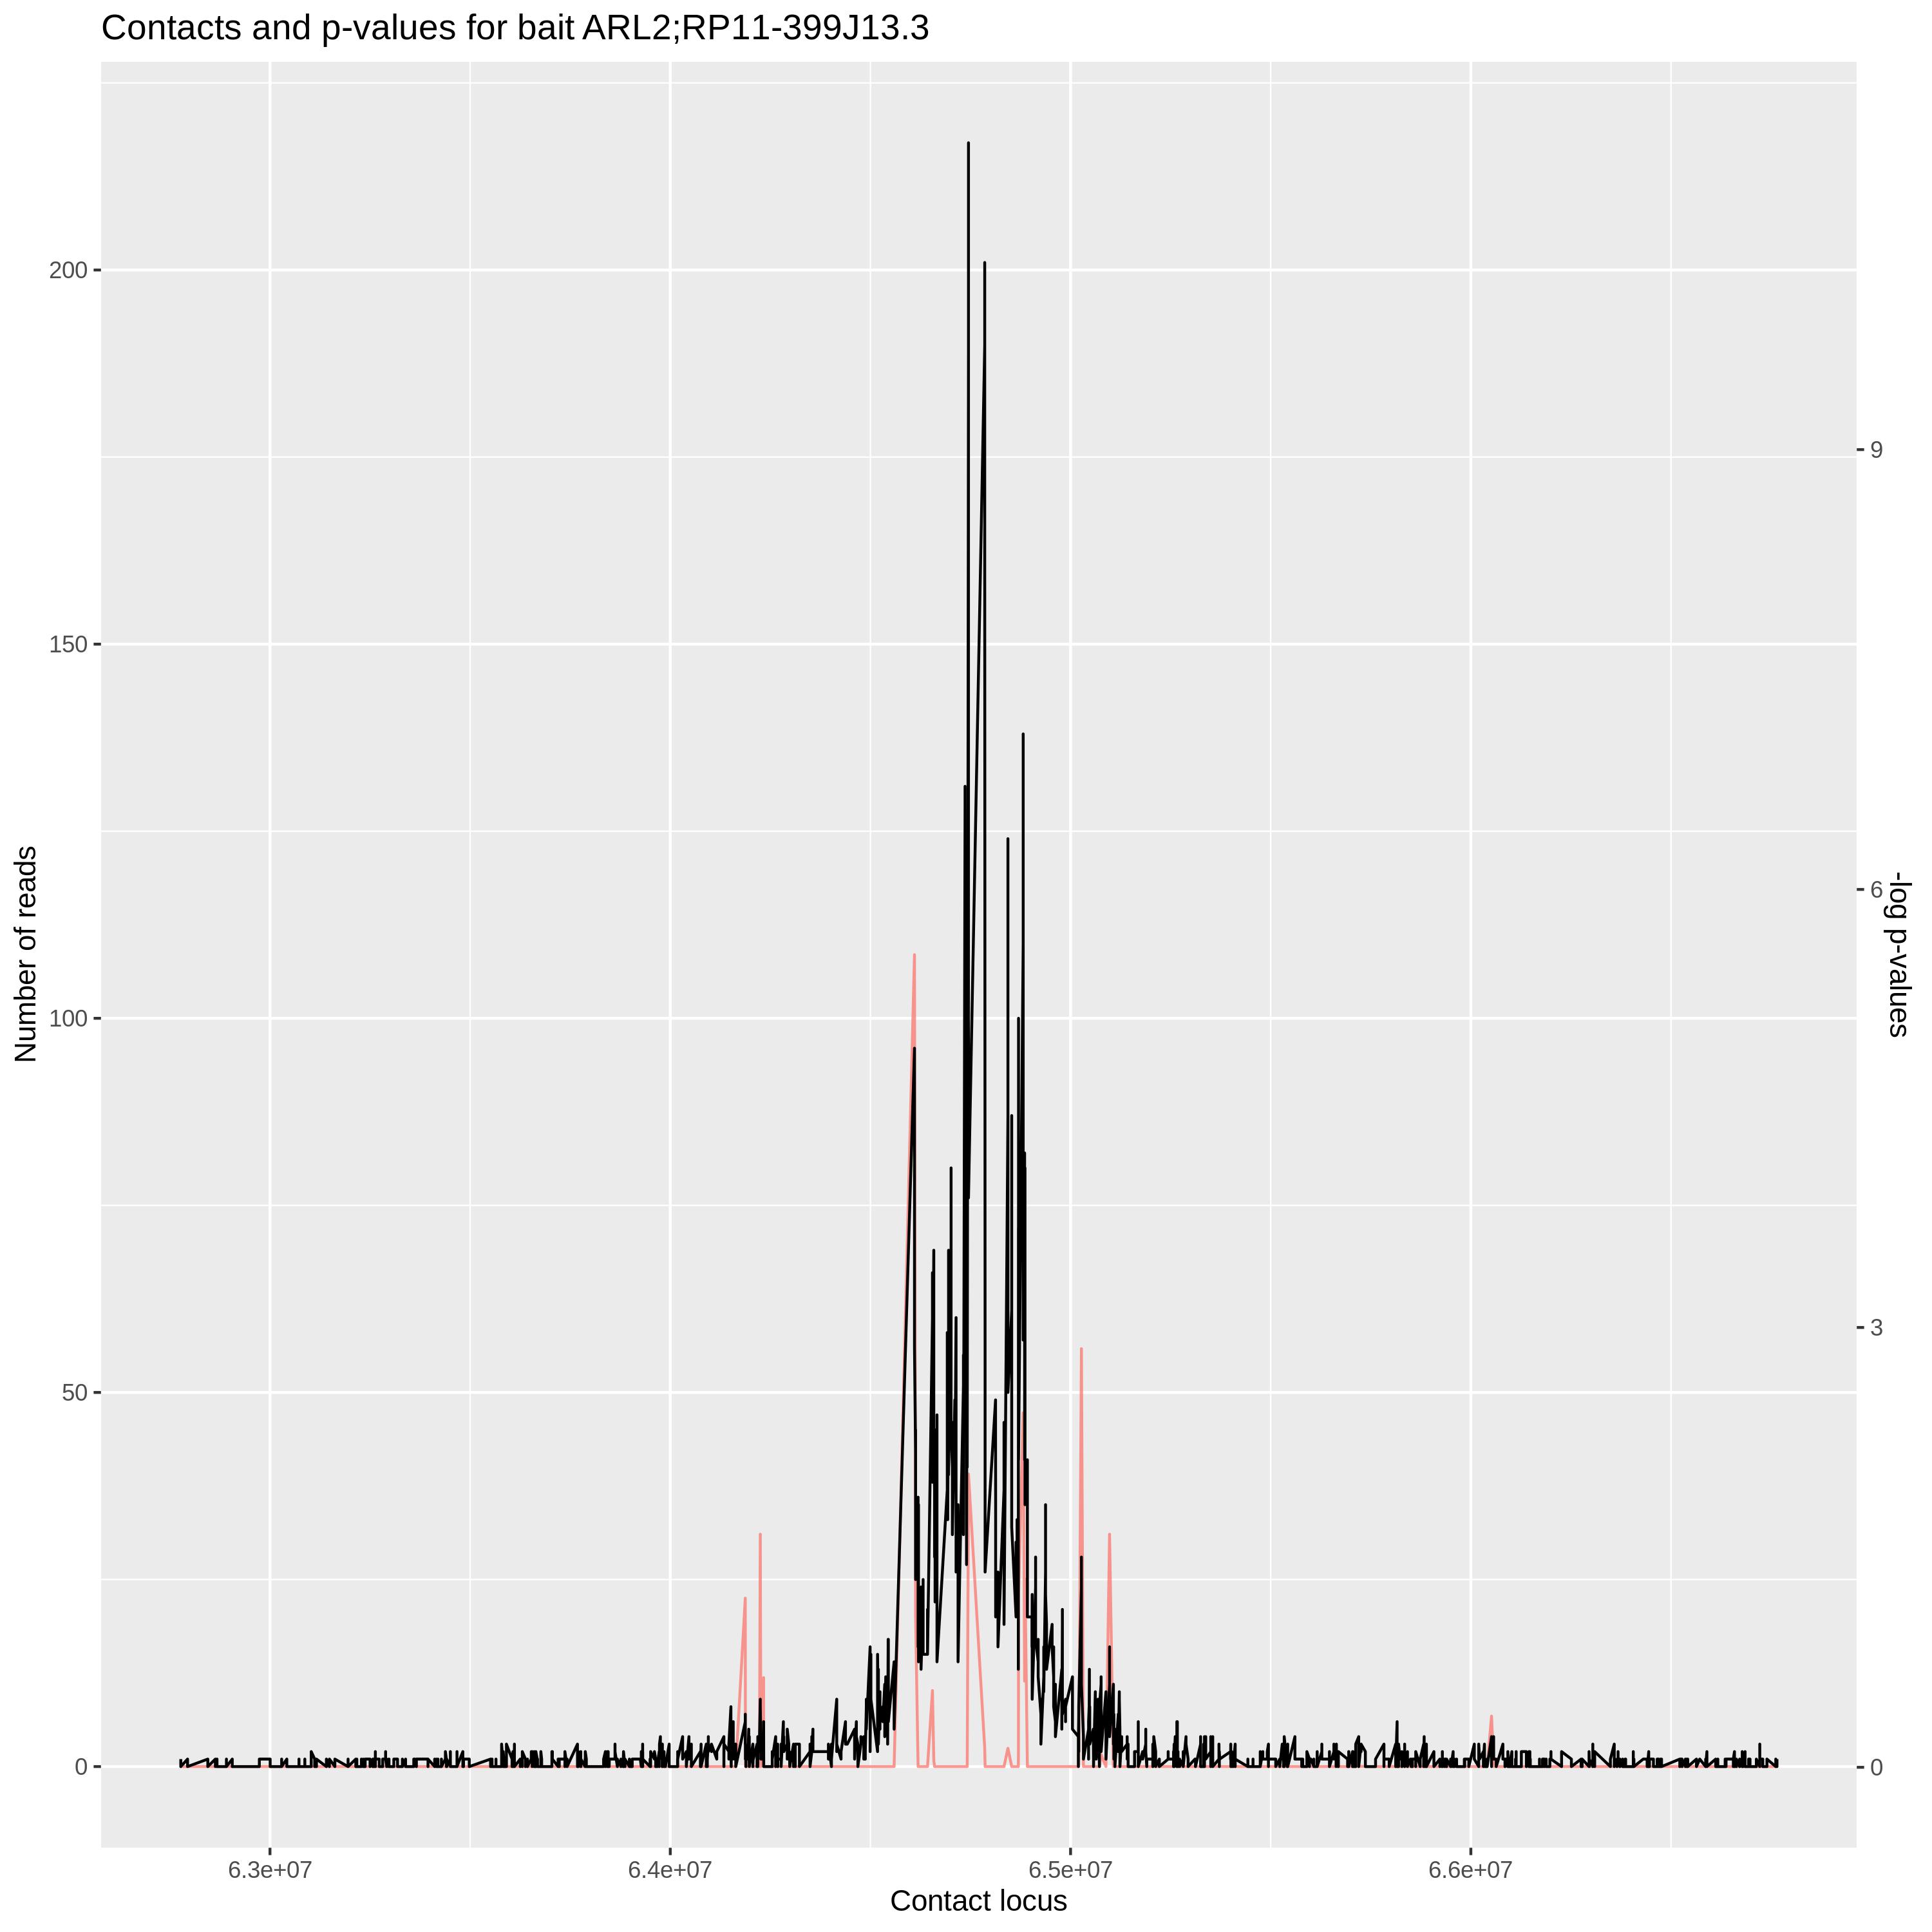 Contacts and p-values for bait ARL2;RP11-399J13.3
200
150
100
50
0
9
6
3
0
Number of reads
-log p-values
6.3e+07
6.4e+07
6.5e+07
6.6e+07
Contact locus